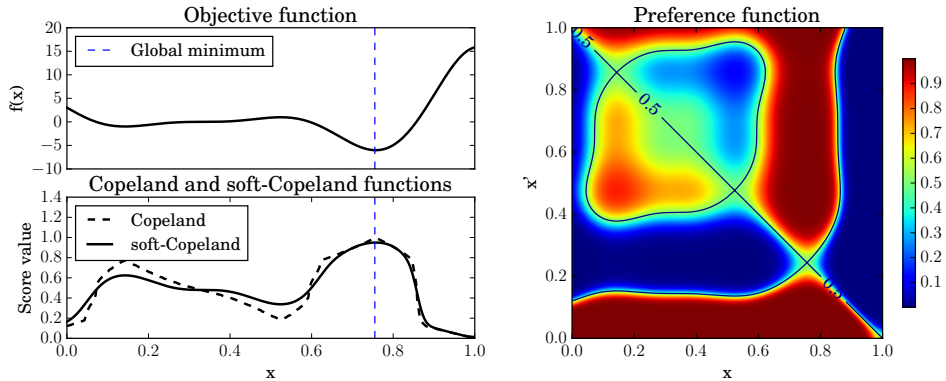 Objective function
20
15
10
5
0
−5
−10
f(x)
Global minimum
Copeland and soft-Copeland functions
1.4
1.2
1.0
0.8
0.6
0.4
0.2
0.0
Score value
Copeland
soft-Copeland
0.0 0.2 0.4 0.6 0.8 1.0
x
Preference function
1.0
0.8
0.6
0.4
0.2
0.0
x'
0.5
0.5
0.5
0.0 0.2 0.4 0.6 0.8 1.0
x
0.9
0.8
0.7
0.6
0.5
0.4
0.3
0.2
0.1